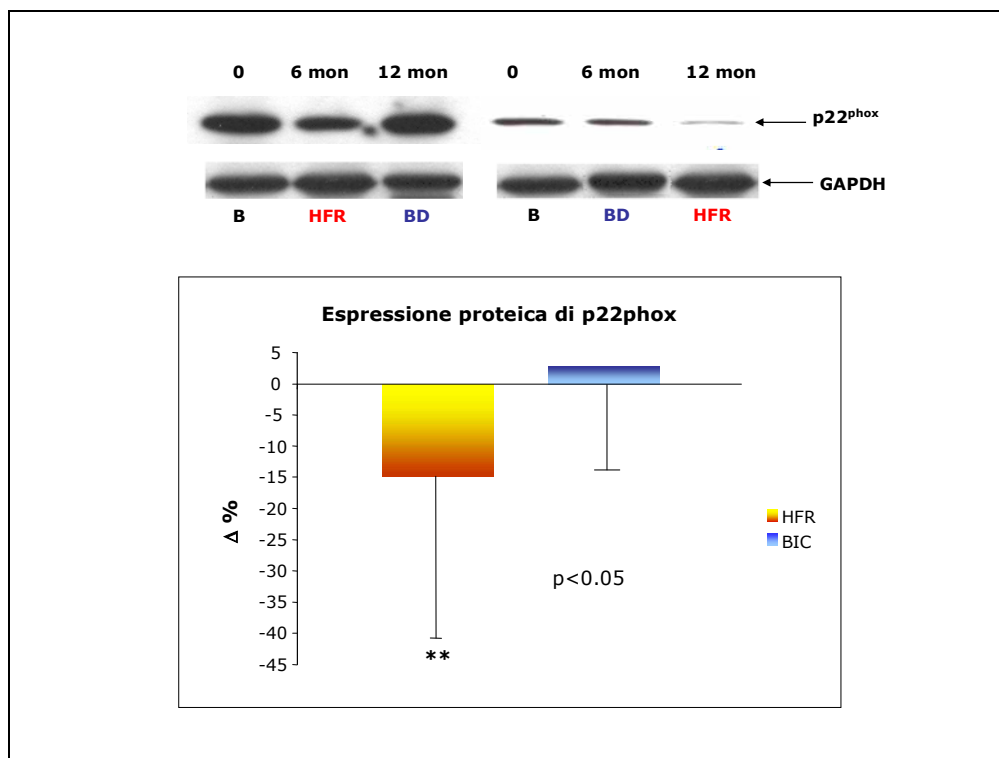 0 6 mon 12 mon 0 6 mon 12 mon
p22phox
GAPDH
B HFR BD B BD HFR
Espressione proteica di p22phox
5
0
-5
-10
-15
-20
-25
-30
-35
-40
-45
Δ %
HFR
BIC
p<0.05
**